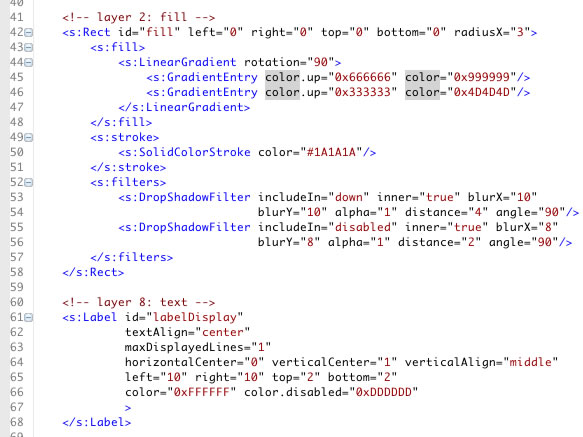 40
41 <!-- layer 2: fill -->
42 <s:Rect id="fill" left="0" right="0" top="0" bottom="0" radiusX="3">
43 <s:fill>
44 <s:LinearGradient rotation="90">
45 <s:GradientEntry color.up="0x666666" color="0x999999"/>
46 <s:GradientEntry color.up="0x333333" color="0x4D4D4D"/>
47 </s:LinearGradient>
48 </s:fill>
49 <s:stroke>
50 <s:SolidColorStroke color="#1A1A1A"/>
51 </s:stroke>
52 <s:filters>
53 <s:DropShadowFilter includeIn="down" inner="true" blurX="10"
54 blurY="10" alpha="1" distance="4" angle="90"/>
55 <s:DropShadowFilter includeIn="disabled" inner="true" blurX="8"
56 blurY="8" alpha="1" distance="2" angle="90"/>
57 </s:filters>
58 </s:Rect>
59
60 <!-- layer 8: text -->
61 <s:Label id="labelDisplay"
62 textAlign="center"
63 maxDisplayedLines="1"
64 horizontalCenter="0" verticalCenter="1" verticalAlign="middle"
65 left="10" right="10" top="2" bottom="2"
66 color="0xFFFFFF" color.disabled="0xDDDDDD"
67 >
68 </s:Label>
69